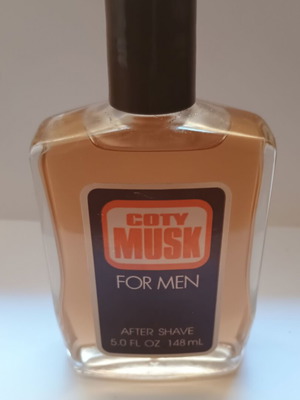 COTY
MUSK
FOR MEN
AFTER SHAVE
5.0 FL OZ 148 mL